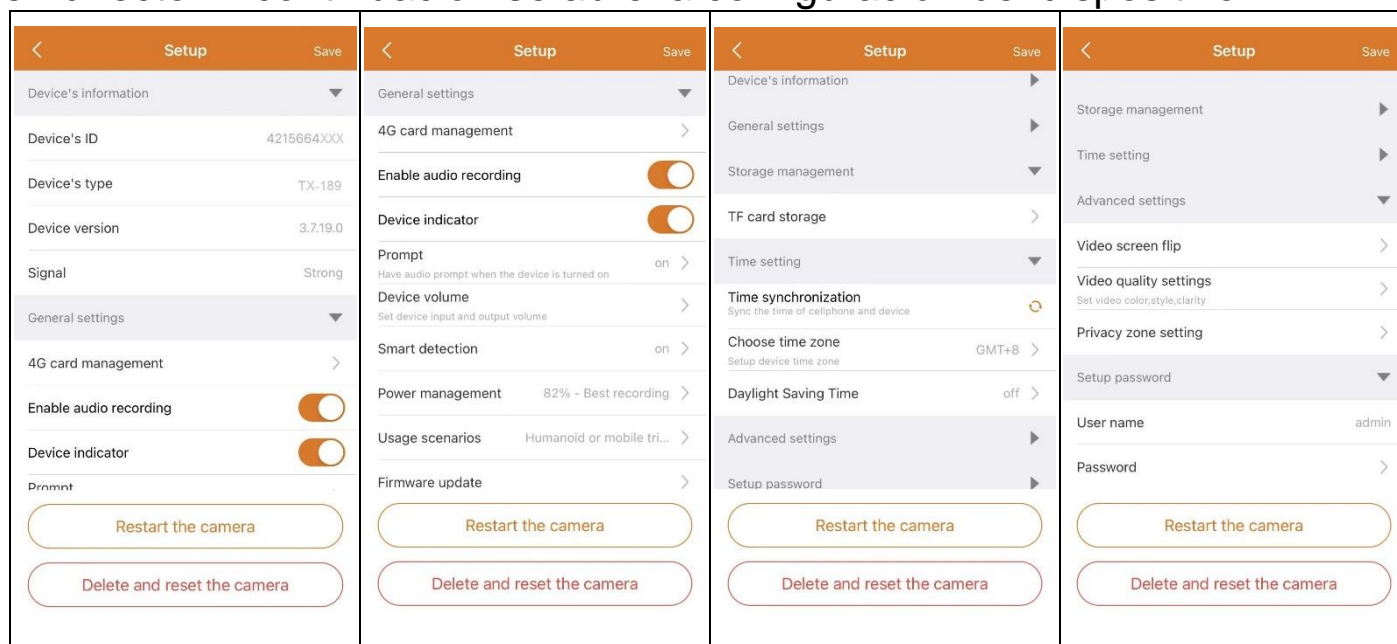 Setup
Save
Device's information
Device's ID
4215664XXX
Device's type
TX-189
Device version
3.7.19.0
Signal
Strong
General settings
4G card management
Enable audio recording
Device indicator
Prompt
Restart the camera
Delete and reset the camera
Setup
Save
General settings
4G card management
Enable audio recording
Device indicator
Prompt
on
Have audio prompt when the device is turned on
Device volume
Set device input and output volume
Smart detection
on
Power management
82% - Best recording
Usage scenarios
Humanoid or mobile tri...
Firmware update
Restart the camera
Delete and reset the camera
Setup
Save
Device's information
General settings
Storage management
TF card storage
Time setting
Time synchronization
Sync the time of cellphone and device
Choose time zone
GMT+8
Setup device time zone
Daylight Saving Time
off
Advanced settings
Setup password
Restart the camera
Delete and reset the camera
Setup
Save
Storage management
Time setting
Advanced settings
Video screen flip
Video quality settings
Set video color,style,clarity
Privacy zone setting
Setup password
User name
admin
Password
Restart the camera
Delete and reset the camera